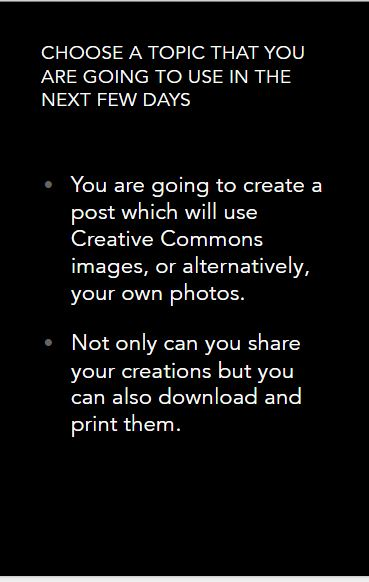 CHOOSE A TOPIC THAT YOU
ARE GOING TO USE IN THE
NEXT FEW DAYS
• You are going to create a
post which will use
Creative Commons
images, or alternatively,
your own photos.
• Not only can you share
your creations but you
can also download and
print them.